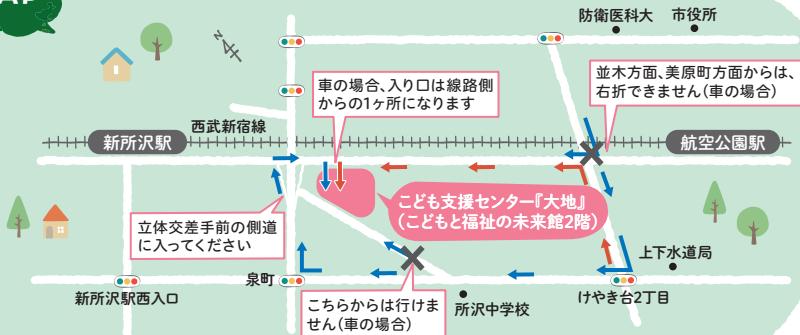 防衛医科大
市役所
N
車の場合、入り口は線路側
からの1ヶ所になります
並木方面、美原町方面からは、
右折できません(車の場合)
西武新宿線
新所沢駅
航空公園駅
こども支援センター『大地』
(こどもと福祉の未来館2階)
立体交差手前の側道
に入ってください
上下水道局
泉町
新所沢駅西入口
こちらからは行けま
せん(車の場合)
所沢中学校
けやき台2丁目